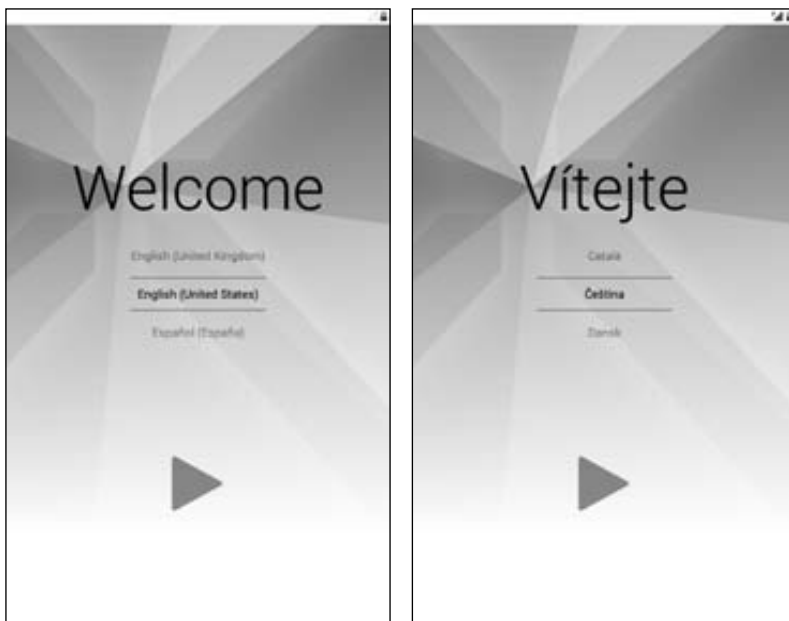 Welcome
English (United Kingdom)
English (United States)
Español (España)
Vítejte
Català
Čeština
Dansk